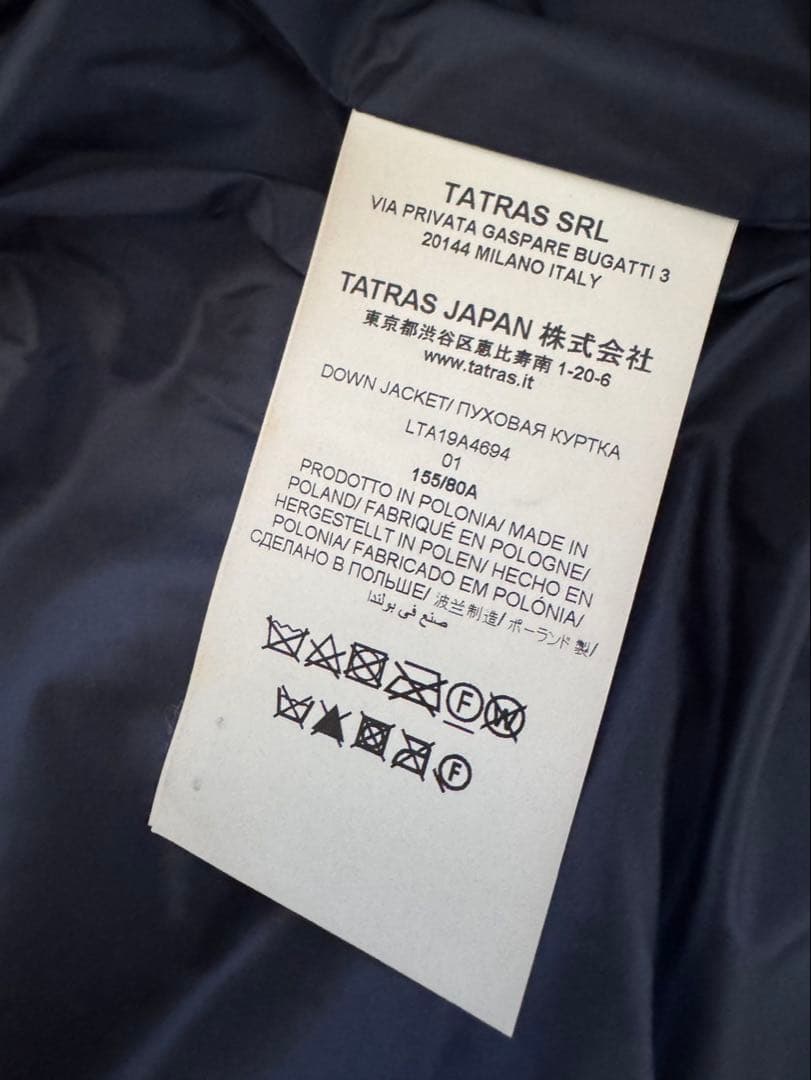 TATRAS SRL
VIA PRIVATA GASPARE BUGATTI 3
20144 MILANO ITALY
TATRAS JAPAN 株式会社
東京都渋谷区恵比寿南 1-20-6
www.tatras.it
DOWN JACKET/ ПУХОВАЯ КУРТКА
LTA19A4694
01
155/80A
PRODOTTO IN POLONIA/ MADE IN
POLAND/ FABRIQUÉ EN POLOGNE/
HERGESTELLT IN POLEN/ HECHO EN
POLONIA/ FABRICADO EM POLÓNIA/
СДЕЛАНО В ПОЛЬШЕ/ 波兰制造/ ポーランド製/
صنع في بولندا
F W
F